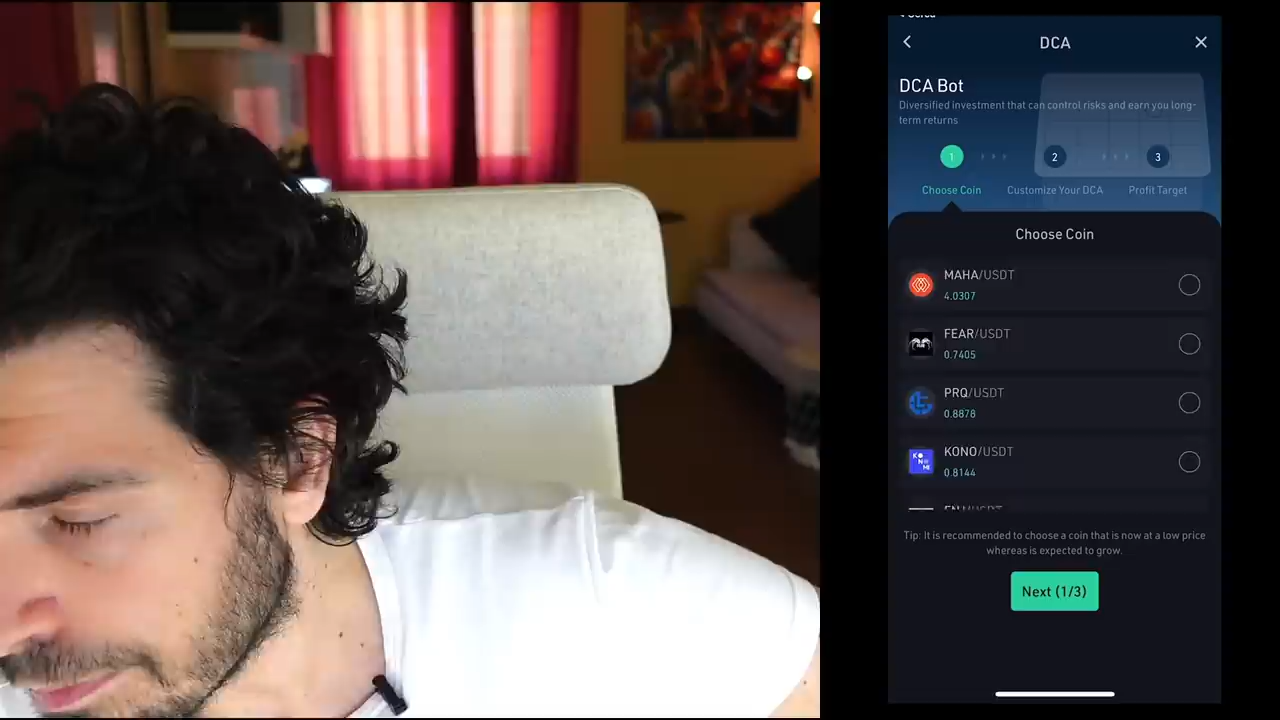 DCA
DCA Bot
Diversified investment that can control risks and earn you long-
term returns
1
2
3
Choose Coin
Customize Your DCA
Profit Target
Choose Coin
MAHA/USDT
4.0307
FEAR/USDT
0.7405
PRQ/USDT
0.8878
KONO/USDT
0.8144
Tip: It is recommended to choose a coin that is now at a low price
whereas is expected to grow.
Next (1/3)